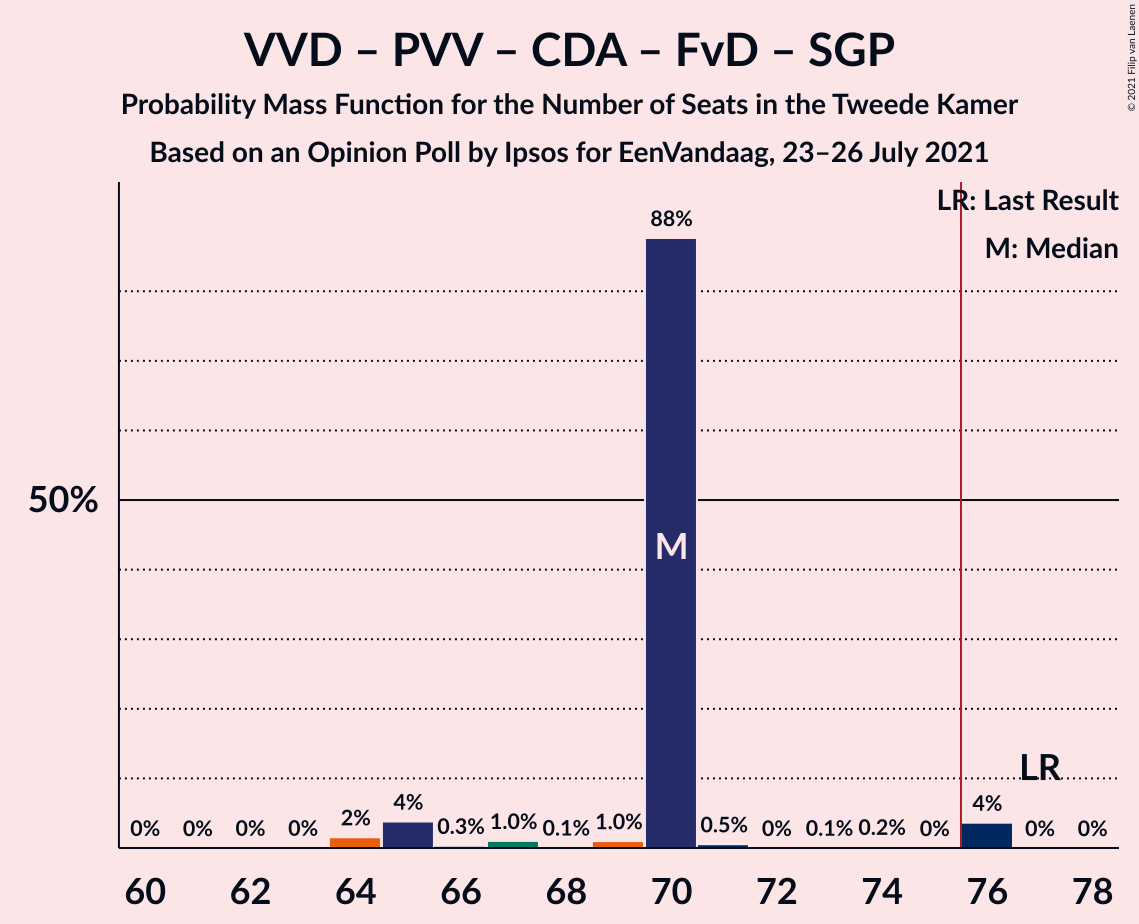 VVD – PVV – CDA – FvD – SGP
Probability Mass Function for the Number of Seats in the Tweede Kamer
Based on an Opinion Poll by Ipsos for EenVandaag, 23–26 July 2021
© 2021 Filip van Laenen
LR: Last Result
M: Median
88%
50%
M
LR
0% 0% 0% 0% 2% 4% 0.3% 1.0% 0.1% 1.0% 0.5% 0% 0.1% 0.2% 0% 4% 0% 0%
60 62 64 66 68 70 72 74 76 78